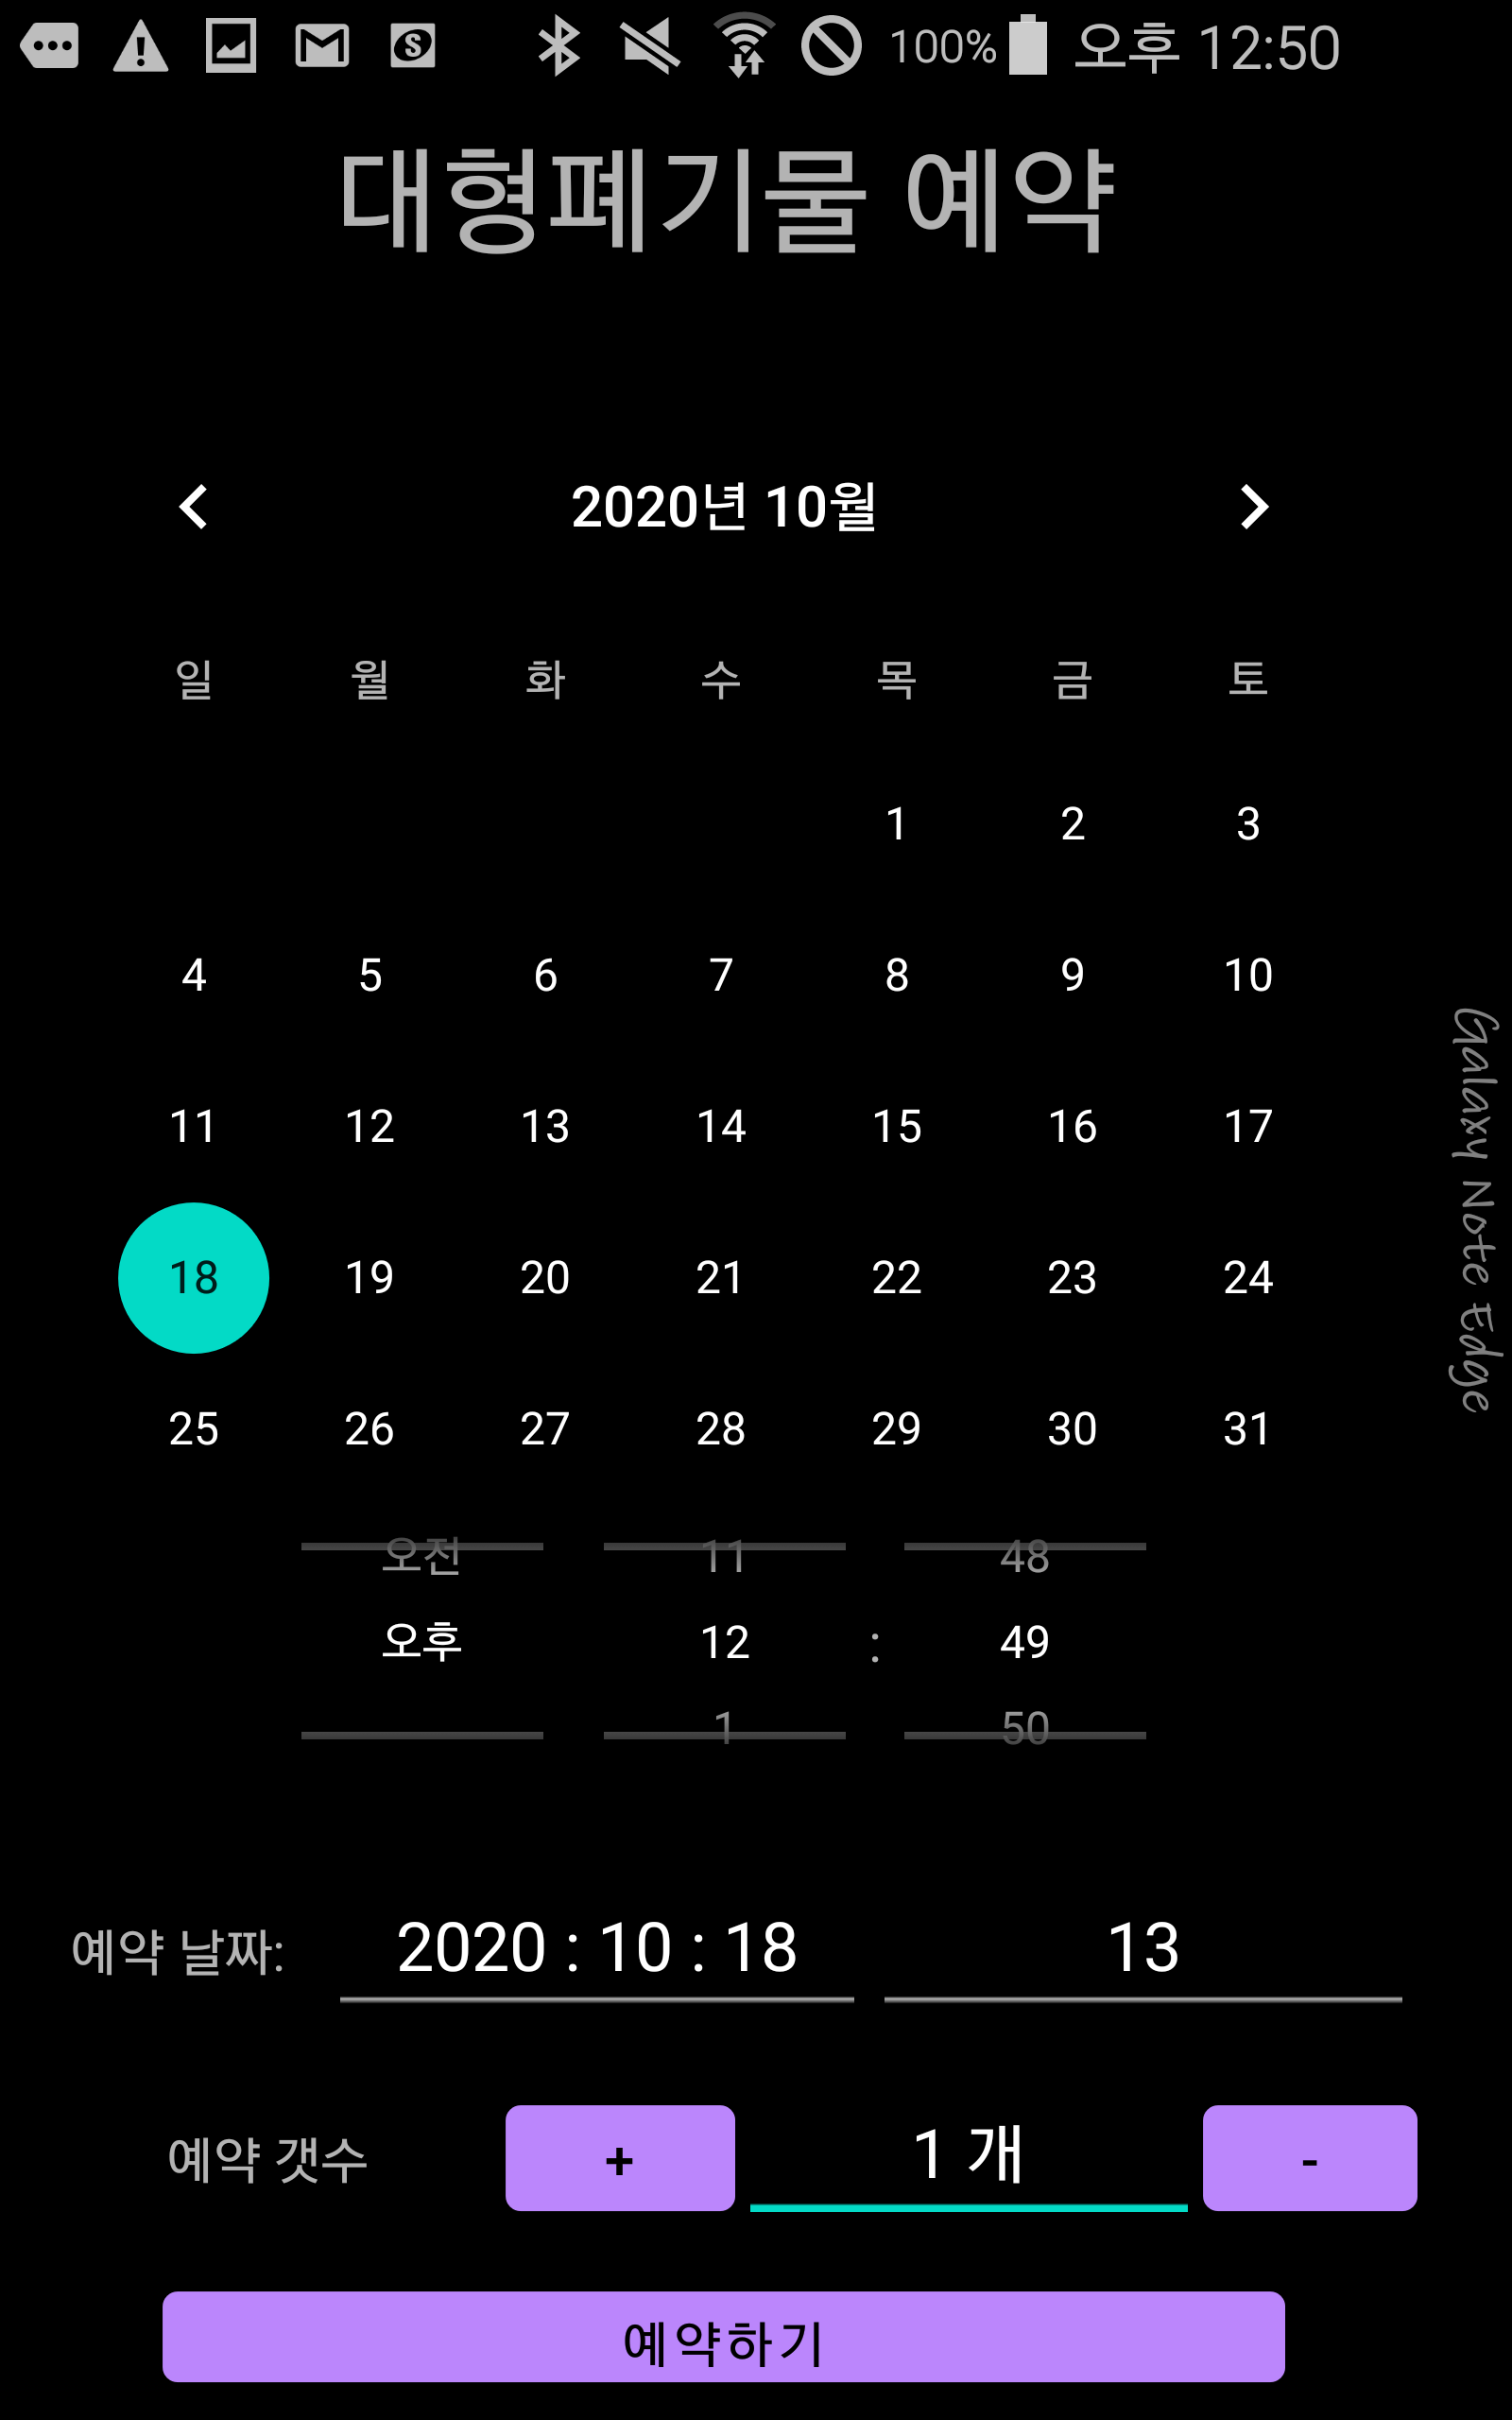 100% 오후 12:50
대형폐기물 예약
2020년 10월
일 월 화 수 목 금 토
1 2 3
4 5 6 7 8 9 10
11 12 13 14 15 16 17
18 19 20 21 22 23 24
25 26 27 28 29 30 31
오전 11 48
오후 12 : 49
1 50
예약 날짜: 2020 : 10 : 18 13
예약 갯수 + 1 개 -
예약하기
Galaxy Note Edge